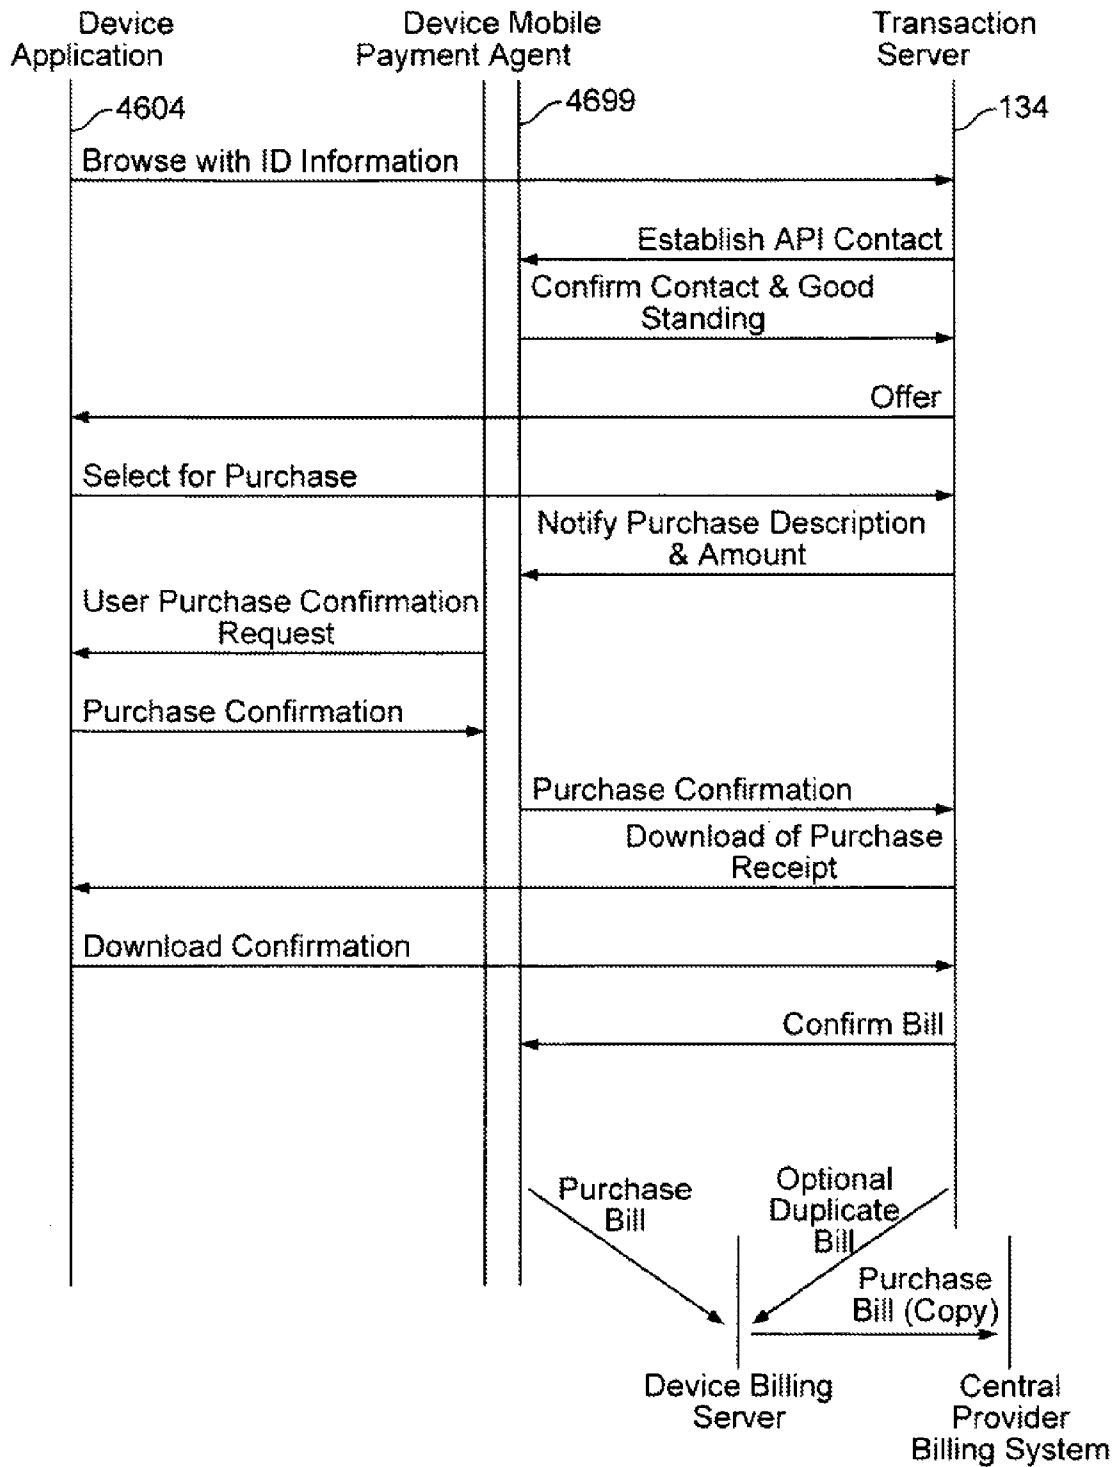 Device
Application
Device Mobile
Payment Agent
Transaction
Server
4604
4699
134
Browse with ID Information
Establish API Contact
Confirm Contact & Good
Standing
Offer
Select for Purchase
Notify Purchase Description
& Amount
User Purchase Confirmation
Request
Purchase Confirmation
Purchase Confirmation
Download of Purchase
Receipt
Download Confirmation
Confirm Bill
Purchase
Bill
Optional
Duplicate
Bill
Purchase
Bill (Copy)
Device Billing
Server
Central
Provider
Billing System